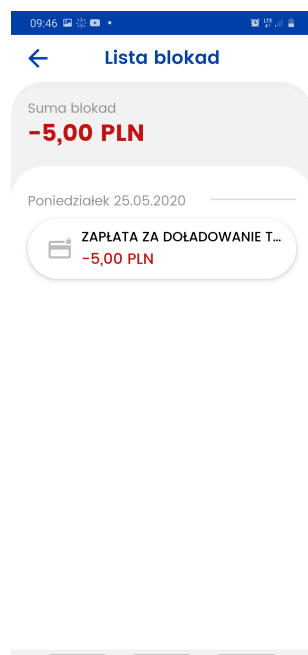 09:46
Lista blokad
Suma blokad
-5,00 PLN
Poniedziałek 25.05.2020
ZAPŁATA ZA DOŁADOWANIE T...
-5,00 PLN